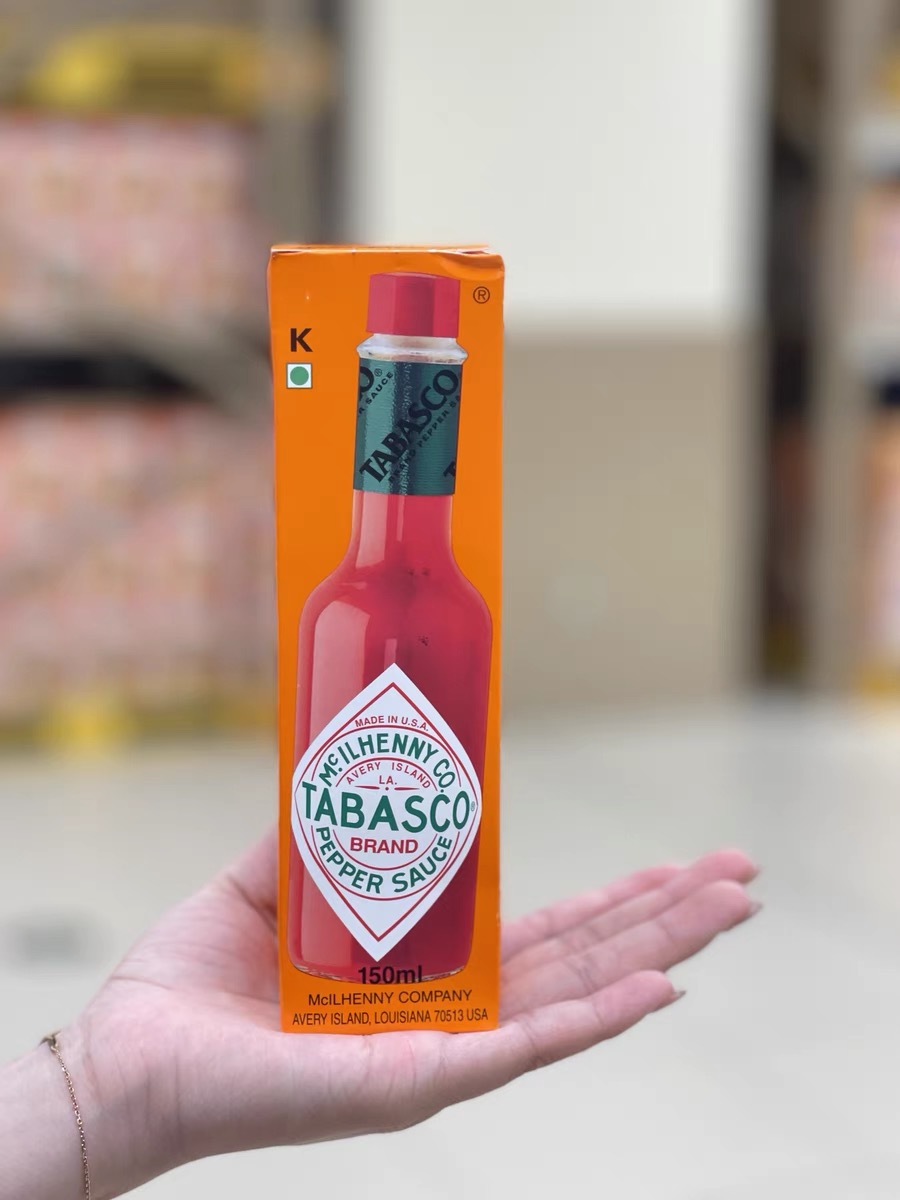 ®
K
TABASCO
MADE IN U.S.A.
McILHENNY CO.
AVERY ISLAND
LA.
TABASCO®
BRAND
PEPPER SAUCE
150ml
McILHENNY COMPANY
AVERY ISLAND, LOUISIANA 70513 USA